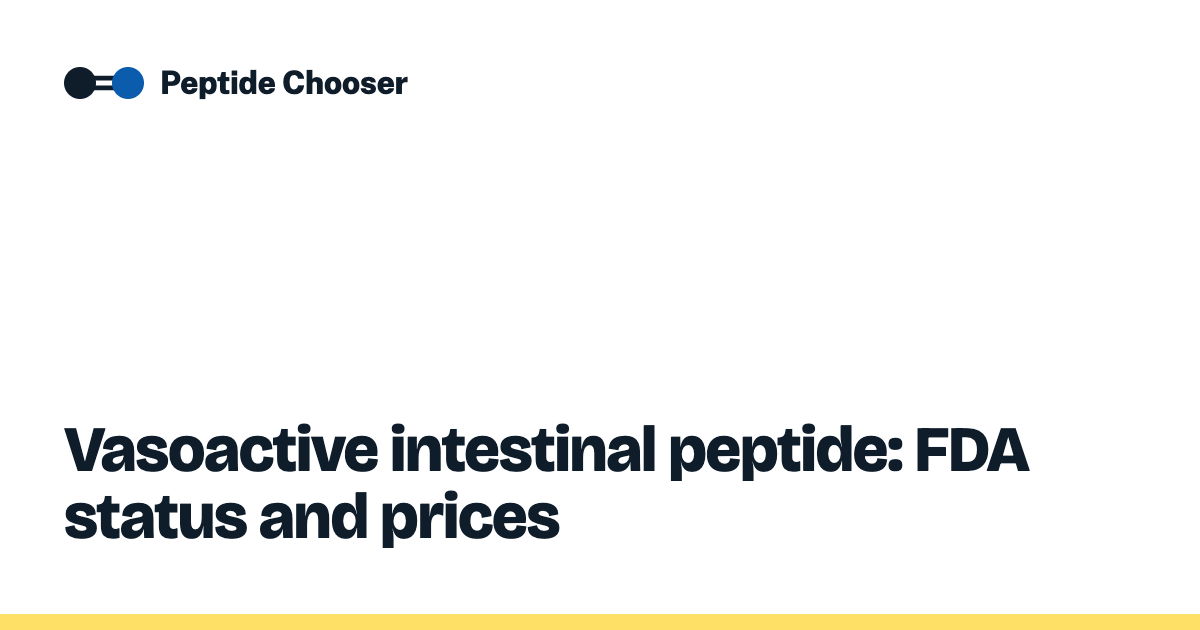 Peptide Chooser
Vasoactive intestinal peptide: FDA
status and prices